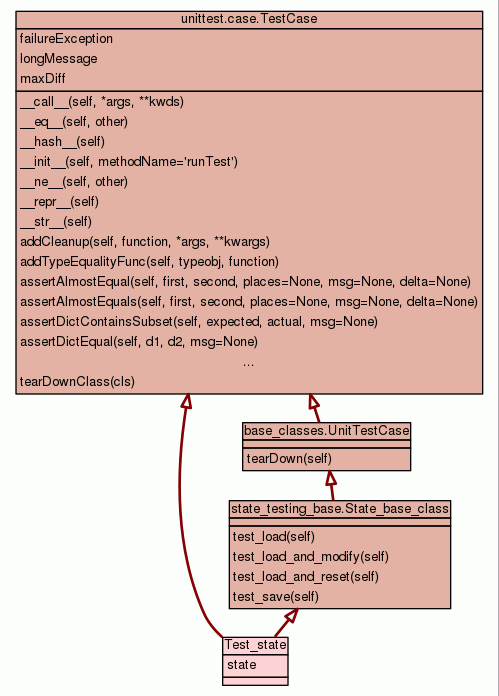 unittest.case.TestCase
failureException
longMessage
maxDiff
__call__(self, *args, **kwds)
__eq__(self, other)
__hash__(self)
__init__(self, methodName='runTest')
__ne__(self, other)
__repr__(self)
__str__(self)
addCleanup(self, function, *args, **kwargs)
addTypeEqualityFunc(self, typeobj, function)
assertAlmostEqual(self, first, second, places=None, msg=None, delta=None)
assertAlmostEquals(self, first, second, places=None, msg=None, delta=None)
assertDictContainsSubset(self, expected, actual, msg=None)
assertDictEqual(self, d1, d2, msg=None)
...
tearDownClass(cls)
base_classes.UnitTestCase
tearDown(self)
state_testing_base.State_base_class
test_load(self)
test_load_and_modify(self)
test_load_and_reset(self)
test_save(self)
Test_state
state